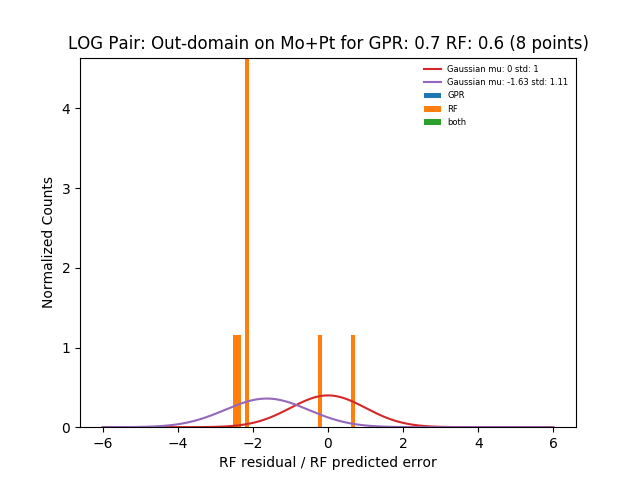 LOG Pair: Out-domain on Mo+Pt for GPR: 0.7 RF: 0.6 (8 points)
Gaussian mu: 0 std: 1
Gaussian mu: -1.63 std: 1.11
GPR
RF
both
Normalized Counts
4
3
2
1
0
−6 −4 −2 0 2 4 6
RF residual / RF predicted error